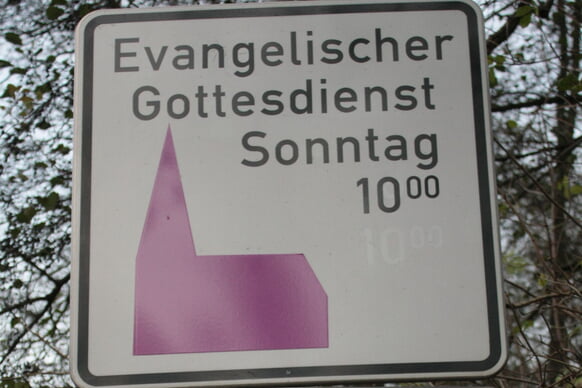 Evangelischer
Gottesdienst
Sonntag
10⁰⁰
10⁰⁰